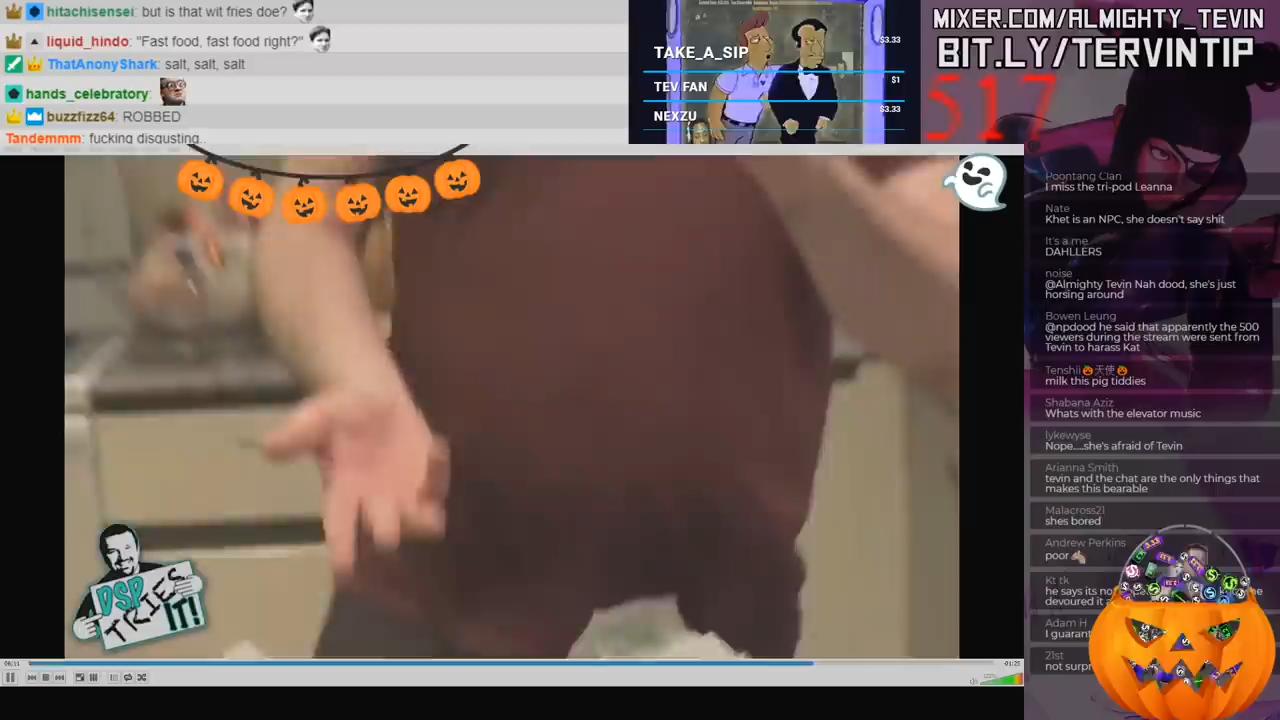 hitachisensei: but is that wit fries doe?
liquid_hindo: "Fast food, fast food right?"
ThatAnonyShark: salt, salt, salt
hands_celebratory:
buzzfizz64: ROBBED
Tandemmm: fucking disgusting..
TAKE_A_SIP
$3.33
TEV FAN
$1
NEXZU
$3.33
MIXER.COM/ALMIGHTY_TEVIN
BIT.LY/TERVINTIP
517
Poontang Clan
I miss the tri-pod Leanna
Nate
Khet is an NPC, she doesn't say shit
It's a me
DAHLLERS
noise
@Almighty Tevin Nah dood, she's just
horsing around
Bowen Leung
@npdood he said that apparently the 500
viewers during the stream were sent from
Tevin to harass Kat
Tenshii🎃天使🎃
milk this pig tiddies
Shabana Aziz
Whats with the elevator music
lykewyse
Nope.....she's afraid of Tevin
Arianna Smith
tevin and the chat are the only things that
makes this bearable
Malacross21
shes bored
Andrew Perkins
poor
Kt tk
he says its no
devoured it
Adam H
I guarant
21st
not surpr
DSP
TRIES
IT!
06:11
-01:25